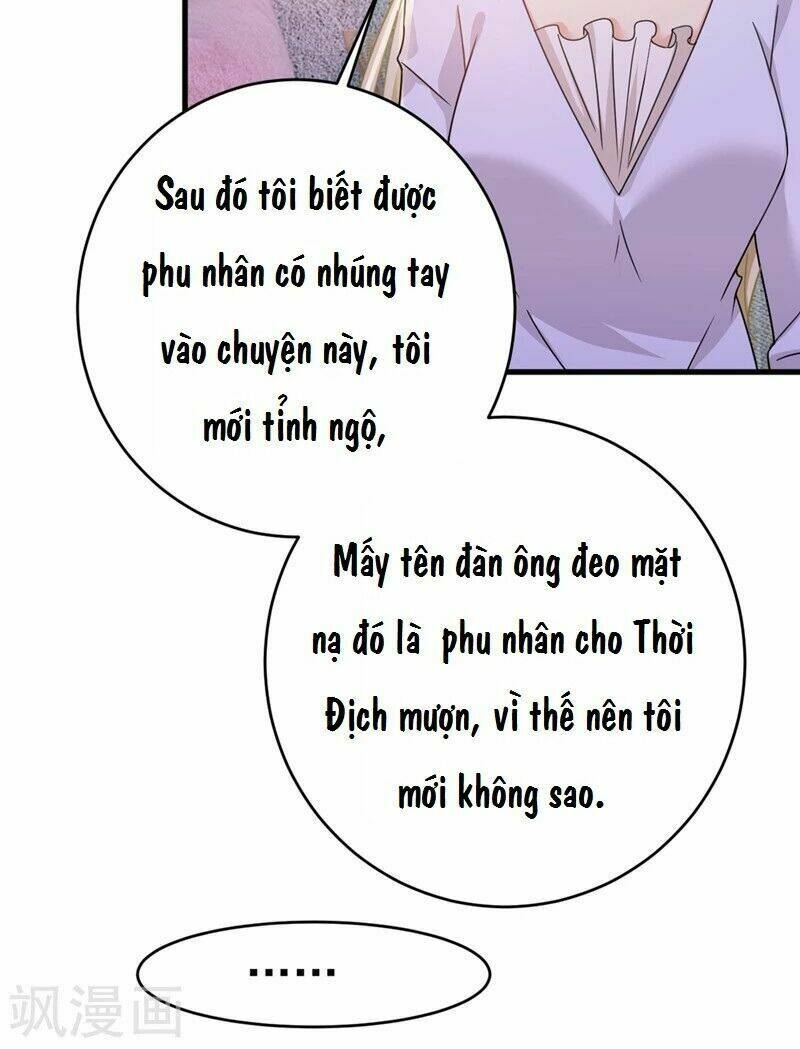 Sau đó tôi biết được
phu nhân có nhúng tay
vào chuyện này, tôi
mới tỉnh ngộ,
Mấy tên đàn ông đeo mặt
nạ đó là phu nhân cho Thời
Địch mượn, vì thế nên tôi
mới không sao.
......
飒漫画